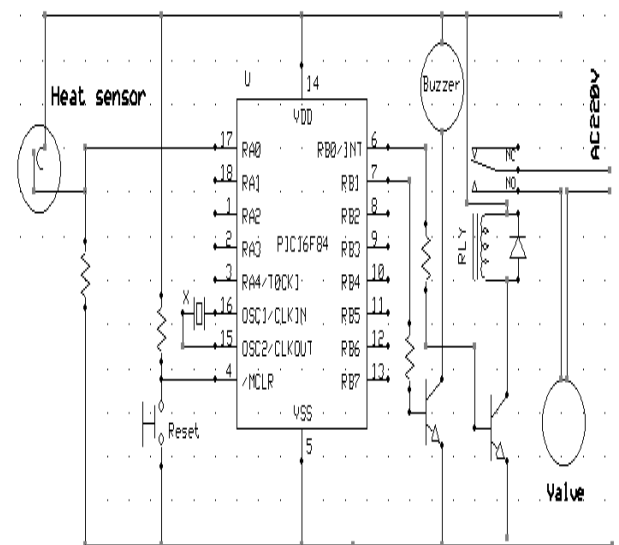 Heat sensor
U
14
VDD
Buzzer
AC220V
17 RA0 RB0/INT 6
18 RA1 RB1 7
1 RA2 RB2 8
2 RA3 PIC16F84 RB3 9
3 RA4/T0CKI RB4 10
X 16 OSC1/CLKIN RB5 11
15 OSC2/CLKOUT RB6 12
4 /MCLR RB7 13
VSS
5
Reset
NC
NO
RLY
Valve